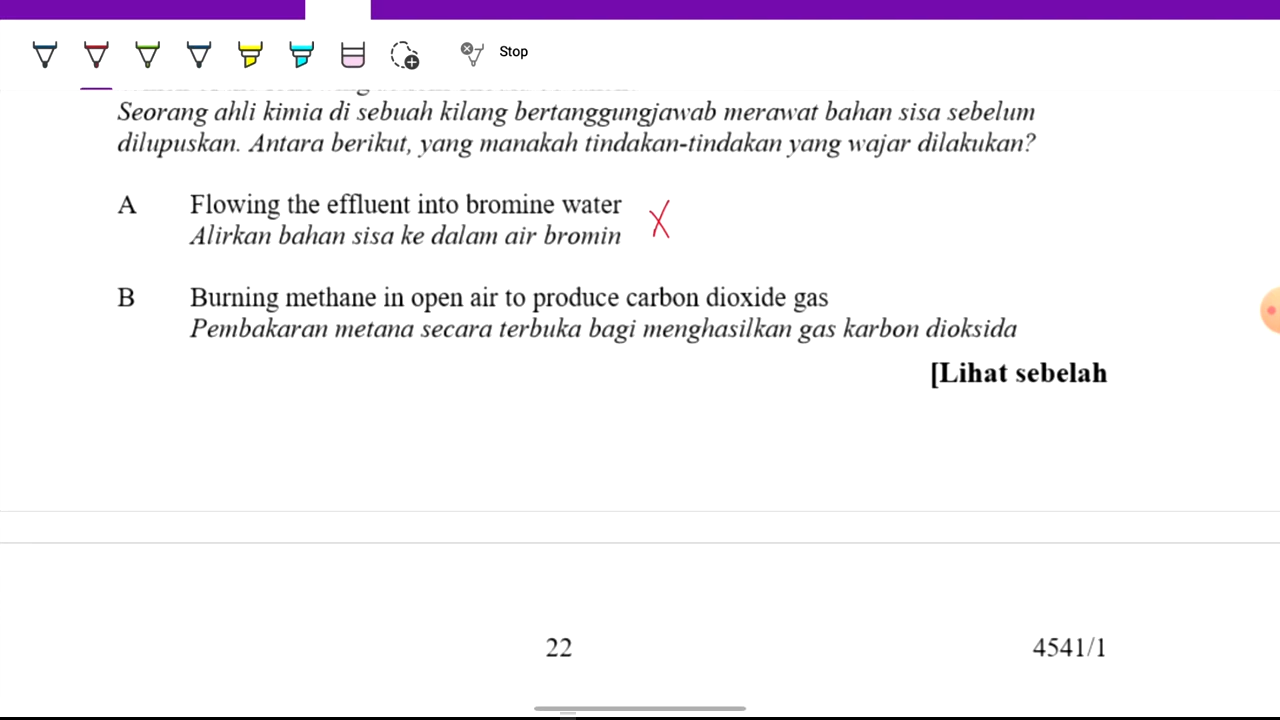 Stop
Seorang ahli kimia di sebuah kilang bertanggungjawab merawat bahan sisa sebelum
dilupuskan. Antara berikut, yang manakah tindakan-tindakan yang wajar dilakukan?
A Flowing the effluent into bromine water
Alirkan bahan sisa ke dalam air bromin
B Burning methane in open air to produce carbon dioxide gas
Pembakaran metana secara terbuka bagi menghasilkan gas karbon dioksida
[Lihat sebelah
22 4541/1